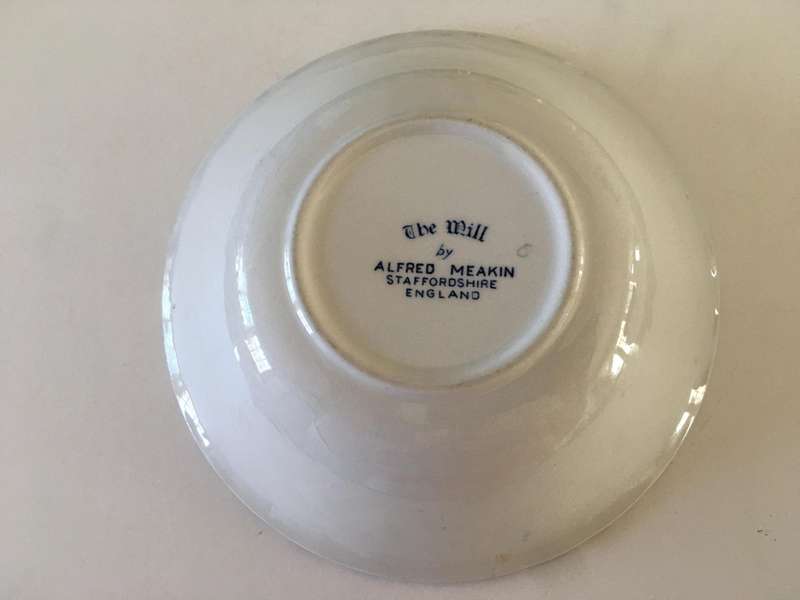 The Mill
by
ALFRED MEAKIN
STAFFORDSHIRE
ENGLAND